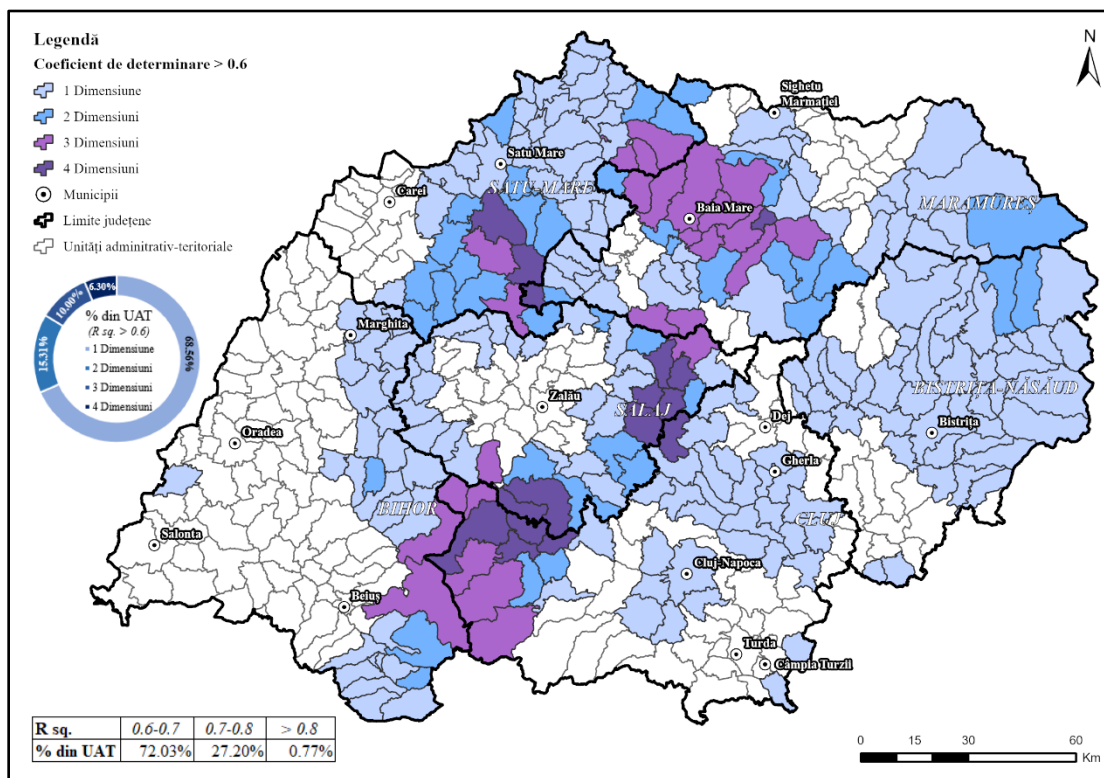 Legendă
Coeficient de determinare > 0.6
1 Dimensiune
2 Dimensiuni
3 Dimensiuni
4 Dimensiuni
Municipii
Limite județene
Unități adminitrativ-teritoriale
6.30%
10.00%
15.31%
68.56%
% din UAT
(R sq. > 0.6)
1 Dimensiune
2 Dimensiuni
3 Dimensiuni
4 Dimensiuni
N
Sighetu
Marmației
Satu Mare
SATU-MARE
Carei
Baia Mare
MARAMUREȘ
Marghita
Zalău
SĂLAJ
Dej
BISTRIȚA-NĂSĂUD
Bistrița
Oradea
Gherla
BIHOR
CLUJ
Salonta
Cluj-Napoca
Beiuș
Turda
Câmpia Turzii
R sq. 0.6-0.7 0.7-0.8 > 0.8
% din UAT 72.03% 27.20% 0.77%
0 15 30 60
Km